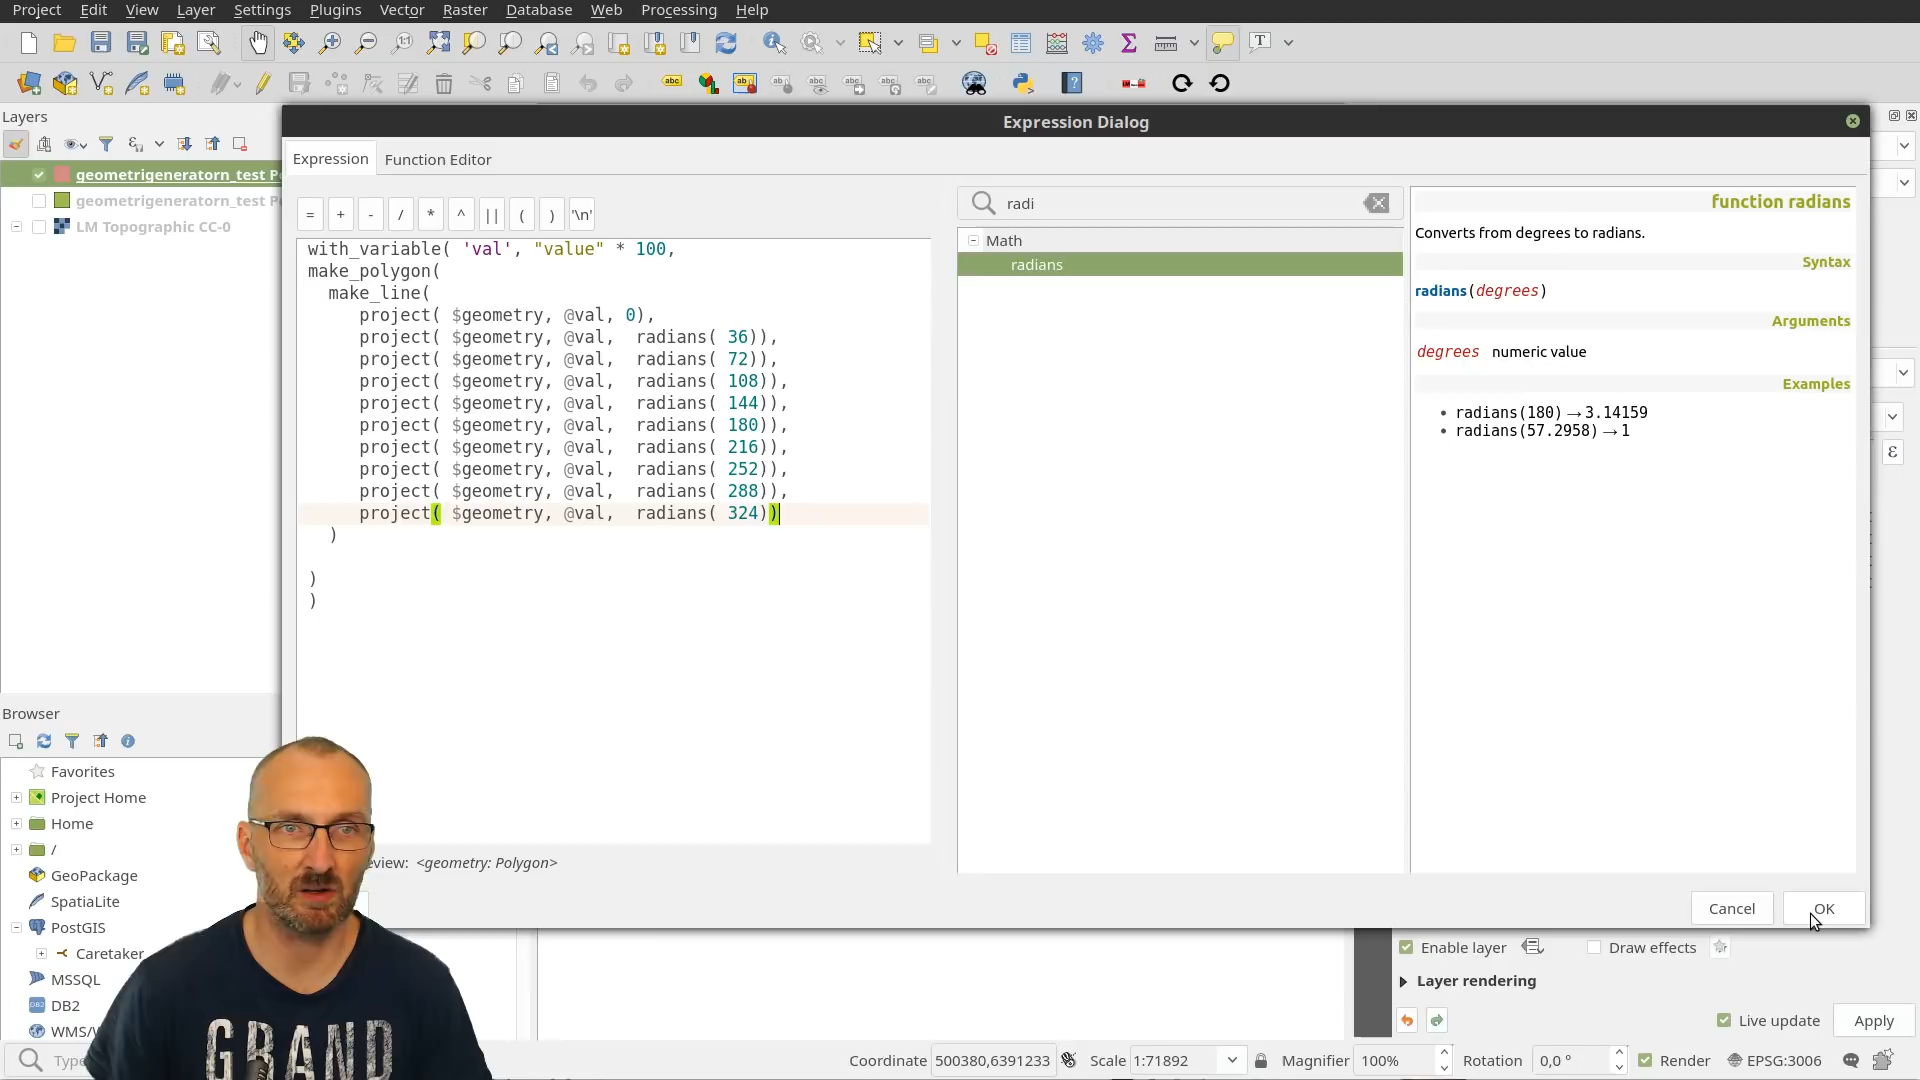 Project Edit View Layer Settings Plugins Vector Raster Database Web Processing Help
Layers
Expression Dialog
Expression Function Editor
geometrigeneratorn_test Po
geometrigeneratorn_test Po
LM Topographic CC-0
= + - / * ^ || ( ) '\n'
with_variable( 'val', "value" * 100,
make_polygon(
make_line(
project( $geometry, @val, 0),
project( $geometry, @val, radians( 36)),
project( $geometry, @val, radians( 72)),
project( $geometry, @val, radians( 108)),
project( $geometry, @val, radians( 144)),
project( $geometry, @val, radians( 180)),
project( $geometry, @val, radians( 216)),
project( $geometry, @val, radians( 252)),
project( $geometry, @val, radians( 288)),
project( $geometry, @val, radians( 324))
)
)
)
radi
Math
radians
function radians
Converts from degrees to radians.
Syntax
radians(degrees)
Arguments
degrees numeric value
Examples
• radians(180) → 3.14159
• radians(57.2958) → 1
eview: <geometry: Polygon>
Cancel OK
Browser
Favorites
Project Home
Home
/
GeoPackage
SpatiaLite
PostGIS
Caretaker
MSSQL
DB2
WMS/
Enable layer Draw effects
Layer rendering
Live update Apply
Type
Coordinate 500380,6391233 Scale 1:71892 Magnifier 100% Rotation 0,0 ° Render EPSG:3006
GRAND